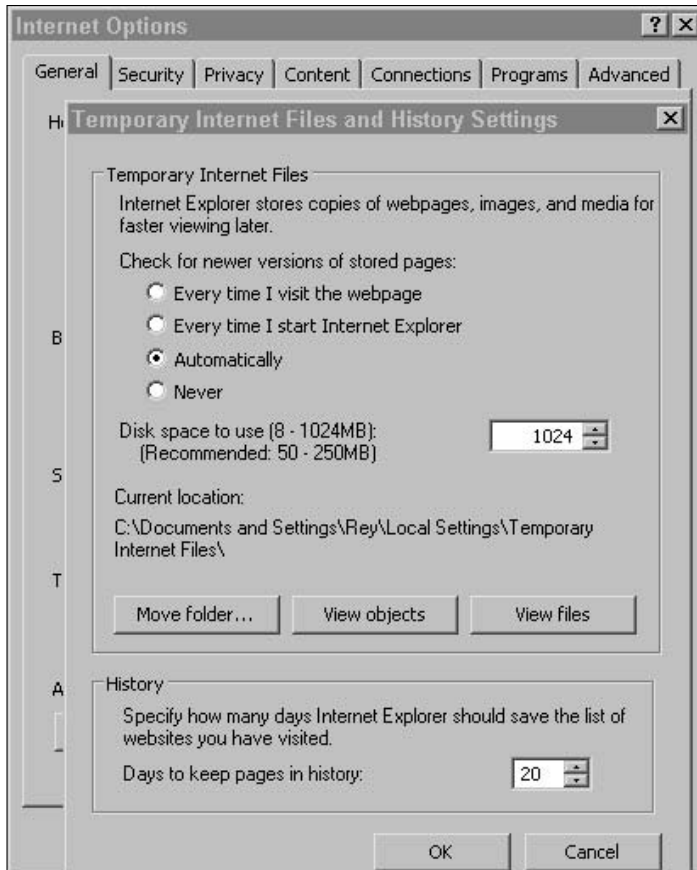 Internet Options
General Security Privacy Content Connections Programs Advanced
Temporary Internet Files and History Settings
Temporary Internet Files
Internet Explorer stores copies of webpages, images, and media for
faster viewing later.
Check for newer versions of stored pages:
Every time I visit the webpage
Every time I start Internet Explorer
Automatically
Never
Disk space to use (8 - 1024MB):
1024
(Recommended: 50 - 250MB)
Current location:
C:\Documents and Settings\Rey\Local Settings\Temporary
Internet Files\
Move folder... View objects View files
History
Specify how many days Internet Explorer should save the list of
websites you have visited.
Days to keep pages in history: 20
OK Cancel